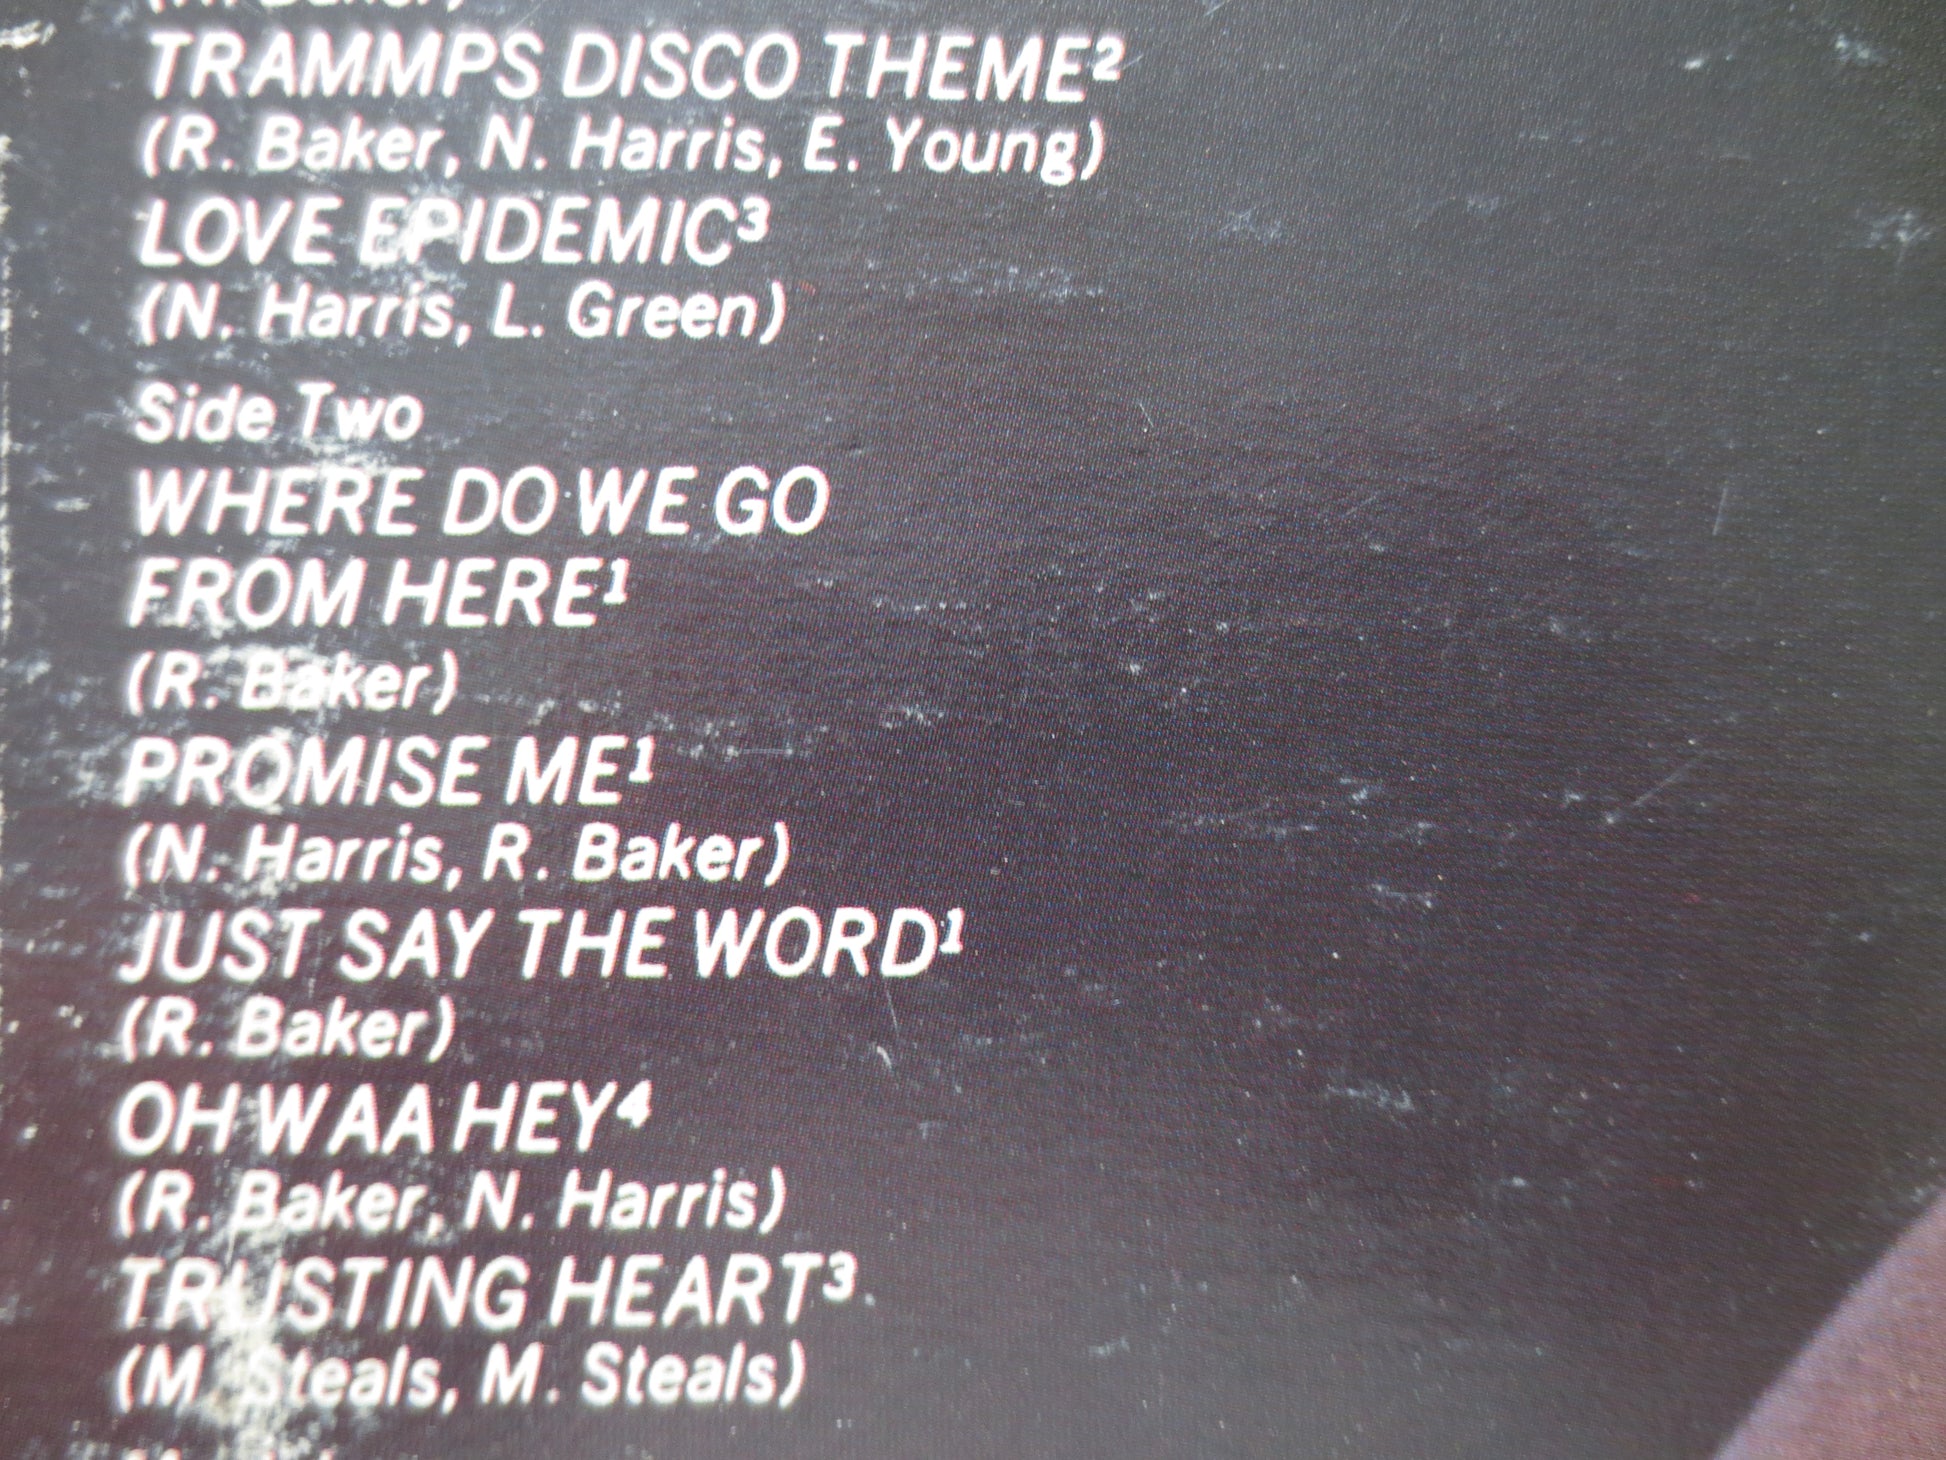 TRAMMPS DISCO THEME²
(R. Baker, N. Harris, E. Young)
LOVE EPIDEMIC³
(N. Harris, L. Green)
Side Two
WHERE DO WE GO
FROM HERE¹
(R. Baker)
PROMISE ME¹
(N. Harris, R. Baker)
JUST SAY THE WORD¹
(R. Baker)
OH WAA HEY⁴
(R. Baker, N. Harris)
TRUSTING HEART³
(M. Steals, M. Steals)